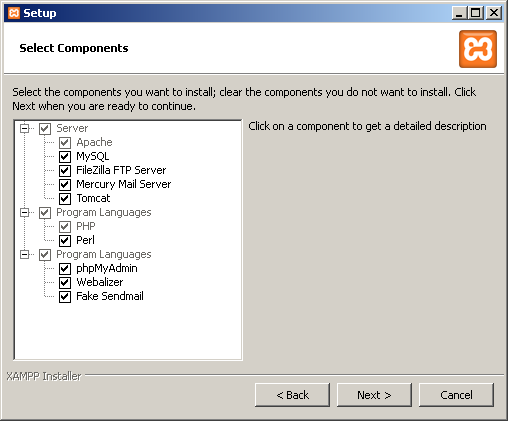 Setup
Select Components
Select the components you want to install; clear the components you do not want to install. Click
Next when you are ready to continue.
Server
Apache
MySQL
FileZilla FTP Server
Mercury Mail Server
Tomcat
Program Languages
PHP
Perl
Program Languages
phpMyAdmin
Webalizer
Fake Sendmail
Click on a component to get a detailed description
XAMPP Installer
< Back
Next >
Cancel